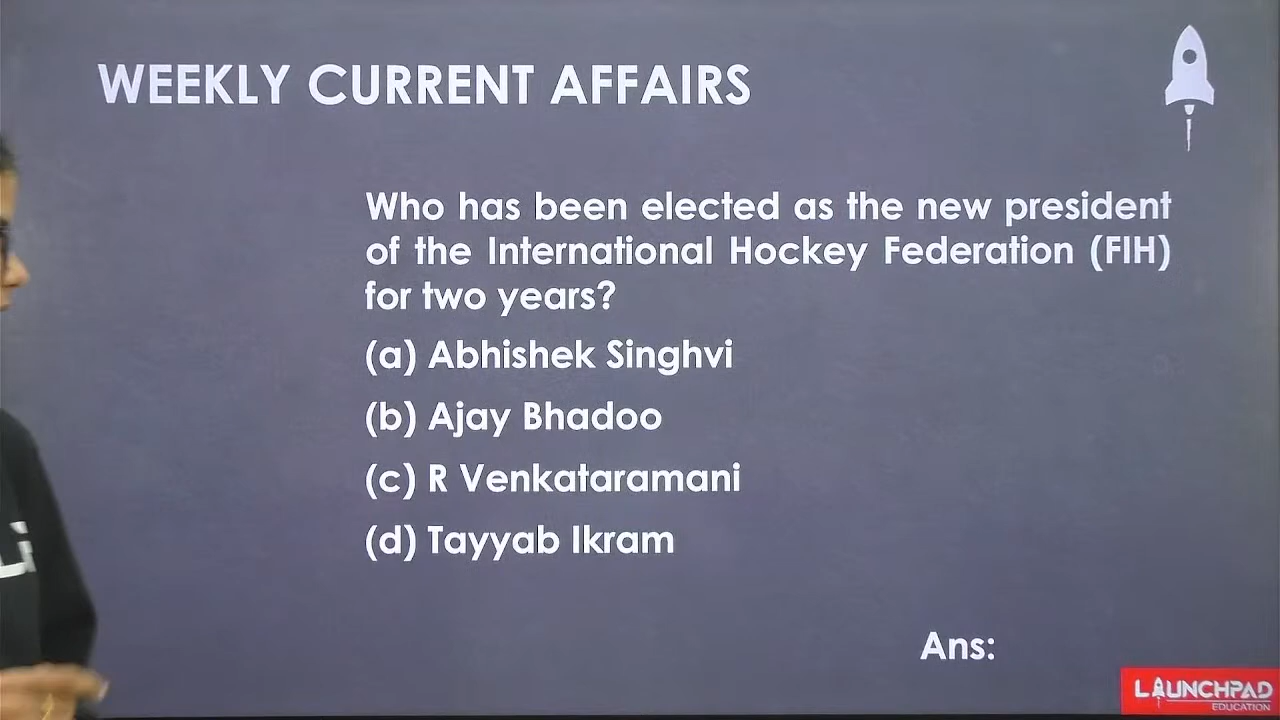 WEEKLY CURRENT AFFAIRS
Who has been elected as the new president
of the International Hockey Federation (FIH)
for two years?
(a) Abhishek Singhvi
(b) Ajay Bhadoo
(c) R Venkataramani
(d) Tayyab Ikram
Ans:
LAUNCHPAD
EDUCATION